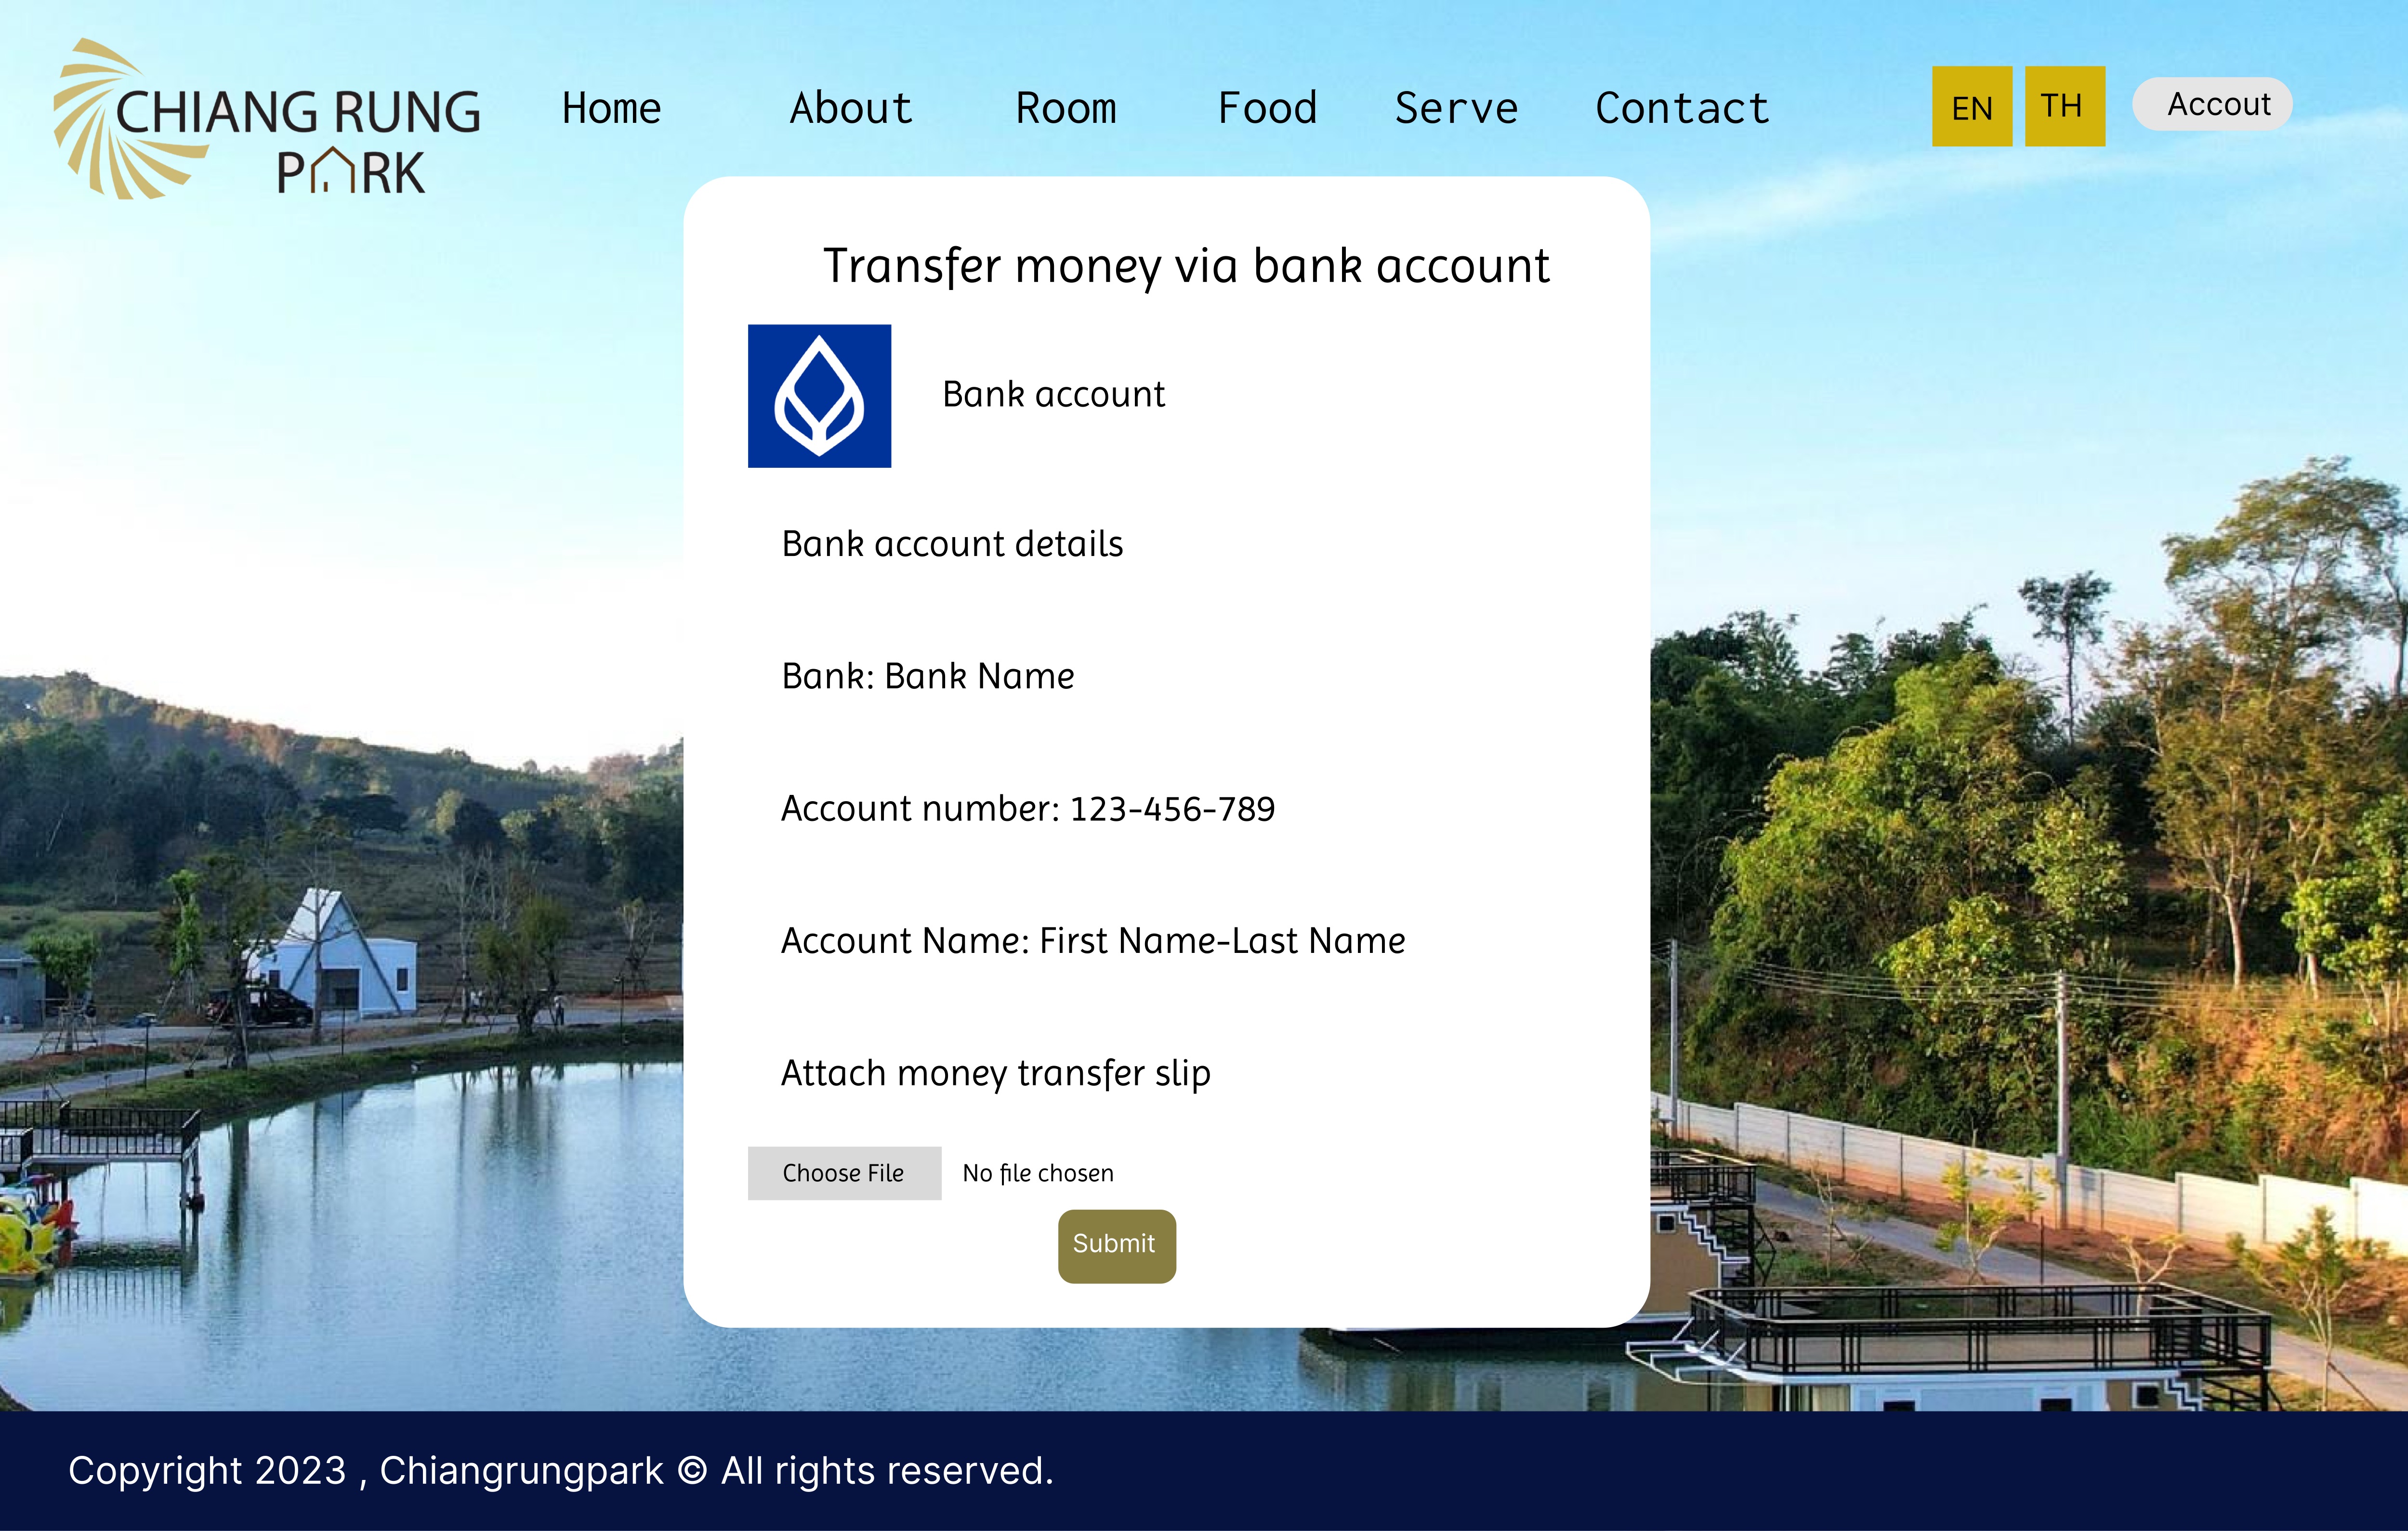 CHIANG RUNG
PARK
Home
About
Room
Food
Serve
Contact
EN
TH
Accout
Transfer money via bank account
Bank account
Bank account details
Bank: Bank Name
Account number: 123-456-789
Account Name: First Name-Last Name
Attach money transfer slip
Choose File
No file chosen
Submit
Copyright 2023 , Chiangrungpark © All rights reserved.